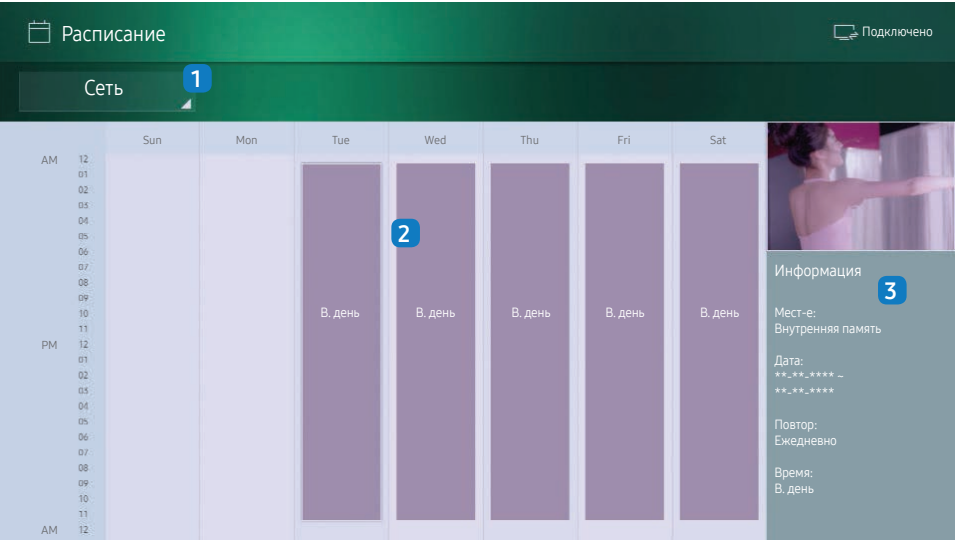 Расписание
Подключено
Сеть
1
Sun Mon Tue Wed Thu Fri Sat
AM 12
01
02
03
04
05
06
07
08
09
10
11
PM 12
01
02
03
04
05
06
07
08
09
10
11
AM 12
2
В. день В. день В. день В. день В. день
Информация
3
Мест-е:
Внутренняя память
Дата:
**-**-**** ~
**-**-****
Повтор:
Ежедневно
Время:
В. день